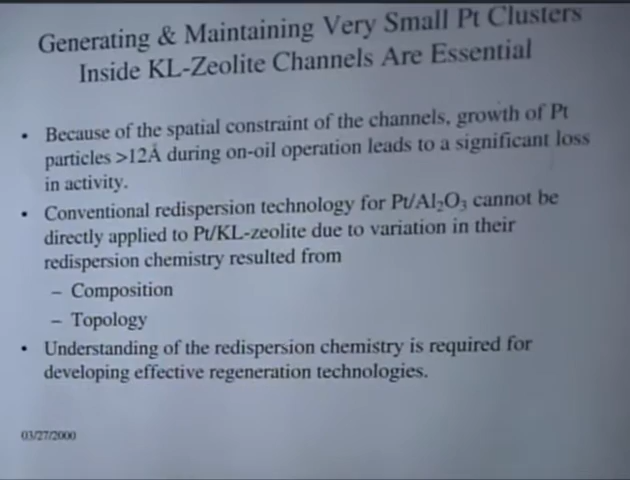 Generating & Maintaining Very Small Pt Clusters
Inside KL-Zeolite Channels Are Essential
• Because of the spatial constraint of the channels, growth of Pt
particles >12Å during on-oil operation leads to a significant loss
in activity.
• Conventional redispersion technology for Pt/Al₂O₃ cannot be
directly applied to Pt/KL-zeolite due to variation in their
redispersion chemistry resulted from
– Composition
– Topology
• Understanding of the redispersion chemistry is required for
developing effective regeneration technologies.
03/27/2000